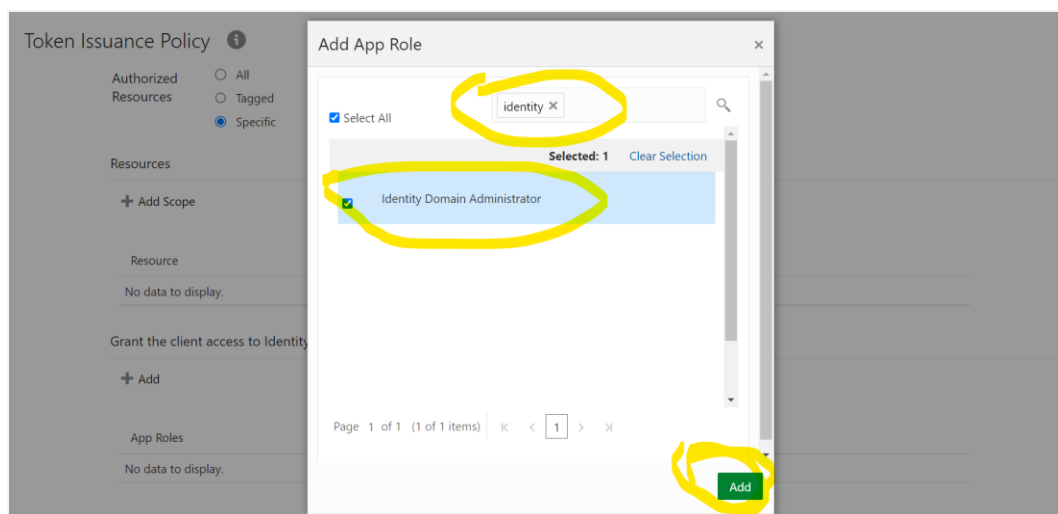 Token Issuance Policy
Authorized Resources
All
Tagged
Specific
Resources
Add Scope
Resource
No data to display.
Grant the client access to Identity
Add
App Roles
No data to display.
Add App Role
identity
Select All
Selected: 1 Clear Selection
Identity Domain Administrator
Page 1 of 1 (1 of 1 items) K < 1 > Ж
Add